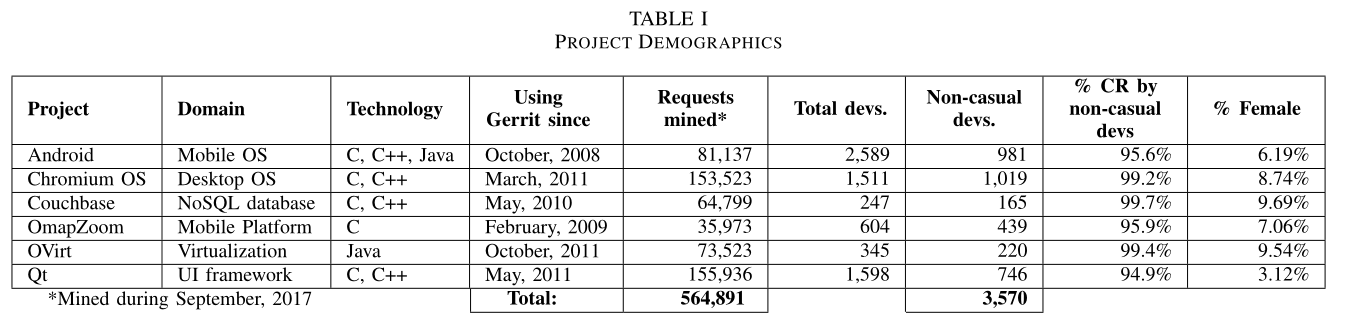 TABLE I
PROJECT DEMOGRAPHICS
Project Domain Technology Using Gerrit since Requests mined* Total devs. Non-casual devs. % CR by non-casual devs % Female
Android Mobile OS C, C++, Java October, 2008 81,137 2,589 981 95.6% 6.19%
Chromium OS Desktop OS C, C++ March, 2011 153,523 1,511 1,019 99.2% 8.74%
Couchbase NoSQL database C, C++ May, 2010 64,799 247 165 99.7% 9.69%
OmapZoom Mobile Platform C February, 2009 35,973 604 439 95.9% 7.06%
OVirt Virtualization Java October, 2011 73,523 345 220 99.4% 9.54%
Qt UI framework C, C++ May, 2011 155,936 1,598 746 94.9% 3.12%
*Mined during September, 2017 Total: 564,891 3,570